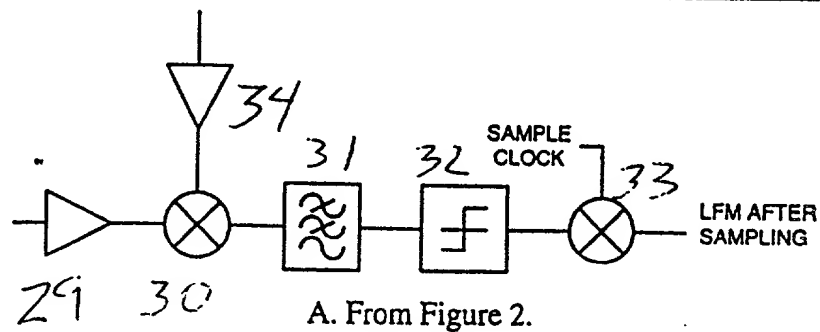 34
31
32
SAMPLE
CLOCK
33
LFM AFTER
SAMPLING
29
30
A. From Figure 2.